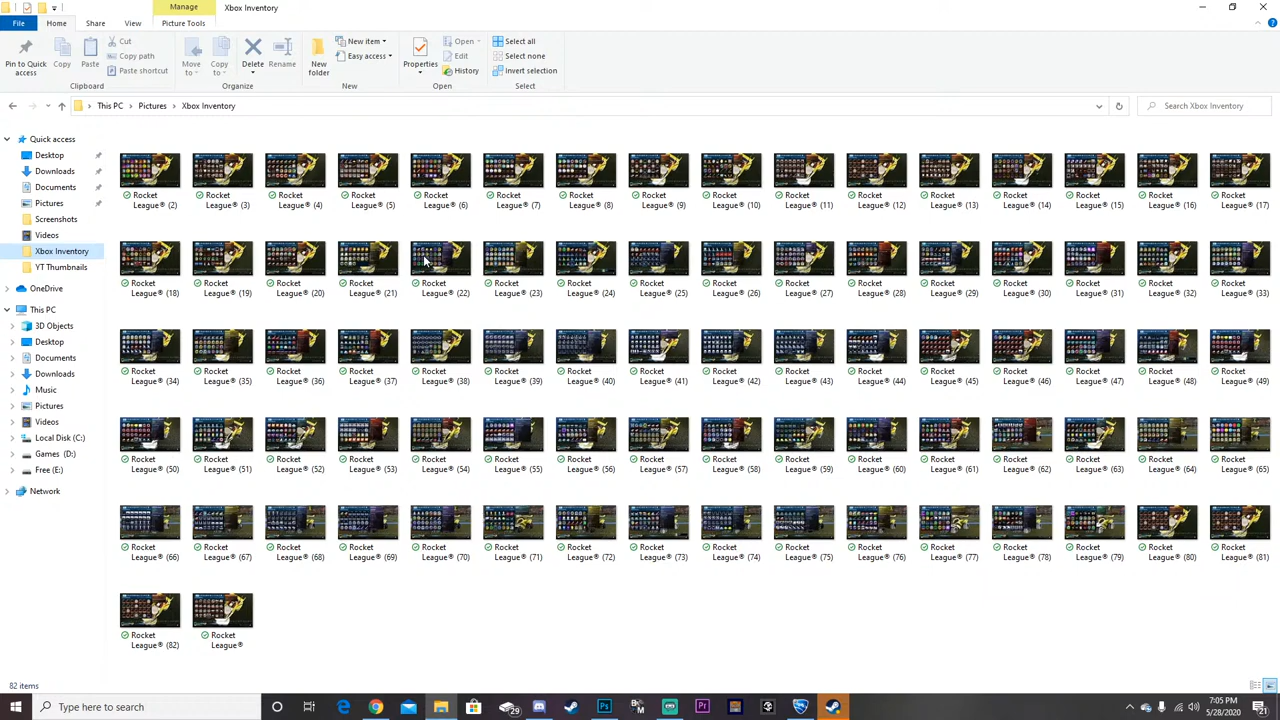 Manage
Xbox Inventory
File
Home
Share
View
Picture Tools
Pin to Quick access
Copy
Paste
Cut
Copy path
Paste shortcut
Clipboard
Move to
Copy to
Delete
Rename
Organize
New folder
New item
Easy access
New
Properties
Open
Edit
History
Open
Select all
Select none
Invert selection
Select
This PC
Pictures
Xbox Inventory
Search Xbox Inventory
Quick access
Desktop
Downloads
Documents
Pictures
Screenshots
Videos
Xbox Inventory
YT Thumbnails
OneDrive
This PC
3D Objects
Desktop
Documents
Downloads
Music
Pictures
Videos
Local Disk (C:)
Games (D:)
Free (E:)
Network
Rocket League® (2)
Rocket League® (3)
Rocket League® (4)
Rocket League® (5)
Rocket League® (6)
Rocket League® (7)
Rocket League® (8)
Rocket League® (9)
Rocket League® (10)
Rocket League® (11)
Rocket League® (12)
Rocket League® (13)
Rocket League® (14)
Rocket League® (15)
Rocket League® (16)
Rocket League® (17)
Rocket League® (18)
Rocket League® (19)
Rocket League® (20)
Rocket League® (21)
Rocket League® (22)
Rocket League® (23)
Rocket League® (24)
Rocket League® (25)
Rocket League® (26)
Rocket League® (27)
Rocket League® (28)
Rocket League® (29)
Rocket League® (30)
Rocket League® (31)
Rocket League® (32)
Rocket League® (33)
Rocket League® (34)
Rocket League® (35)
Rocket League® (36)
Rocket League® (37)
Rocket League® (38)
Rocket League® (39)
Rocket League® (40)
Rocket League® (41)
Rocket League® (42)
Rocket League® (43)
Rocket League® (44)
Rocket League® (45)
Rocket League® (46)
Rocket League® (47)
Rocket League® (48)
Rocket League® (49)
Rocket League® (50)
Rocket League® (51)
Rocket League® (52)
Rocket League® (53)
Rocket League® (54)
Rocket League® (55)
Rocket League® (56)
Rocket League® (57)
Rocket League® (58)
Rocket League® (59)
Rocket League® (60)
Rocket League® (61)
Rocket League® (62)
Rocket League® (63)
Rocket League® (64)
Rocket League® (65)
Rocket League® (66)
Rocket League® (67)
Rocket League® (68)
Rocket League® (69)
Rocket League® (70)
Rocket League® (71)
Rocket League® (72)
Rocket League® (73)
Rocket League® (74)
Rocket League® (75)
Rocket League® (76)
Rocket League® (77)
Rocket League® (78)
Rocket League® (79)
Rocket League® (80)
Rocket League® (81)
Rocket League® (82)
Rocket League®
82 items
Type here to search
29
Ps
Pr
7:05 PM
5/28/2020
21